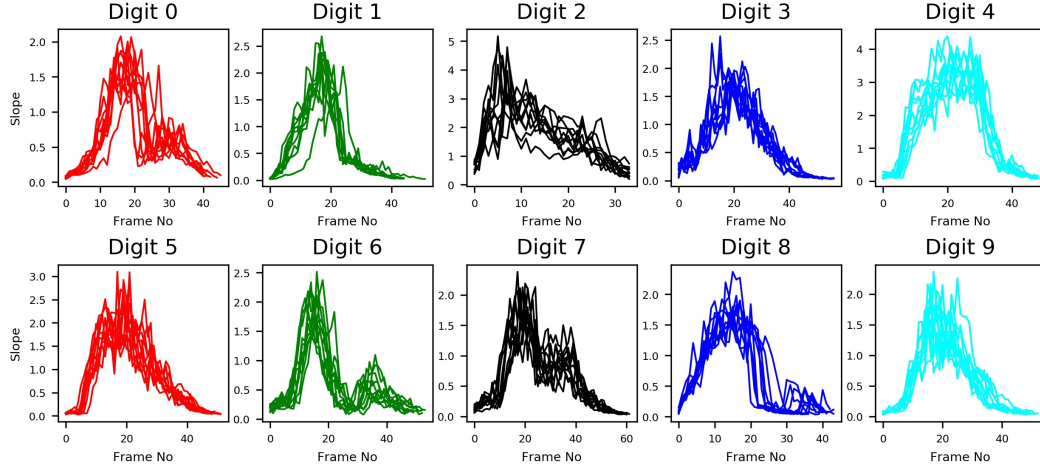 Digit 0 Digit 1 Digit 2 Digit 3 Digit 4
2.0 2.5 5 2.5 4
1.5 2.0 4 2.0 3
1.0 1.5 3 1.5 2
0.5 1.0 2 1.0 1
0.0 0.5 1 0.5 0
0.0 0 0.0
Slope
0 10 20 30 40 0 20 40 0 10 20 30 0 20 40 0 20 40
Frame No Frame No Frame No Frame No Frame No
Digit 5 Digit 6 Digit 7 Digit 8 Digit 9
3.0 2.5 2.0 2.0 2.0
2.5 2.0 1.5 1.5 1.5
2.0 1.5 1.0 1.0 1.0
1.5 1.0 0.5 0.5 0.5
1.0 0.5 0.0 0.0 0.0
0.5 0.0
0.0
Slope
0 20 40 0 20 40 0 10 20 30 40 50 60 0 10 20 30 40 0 10 20 30 40 50
Frame No Frame No Frame No Frame No Frame No